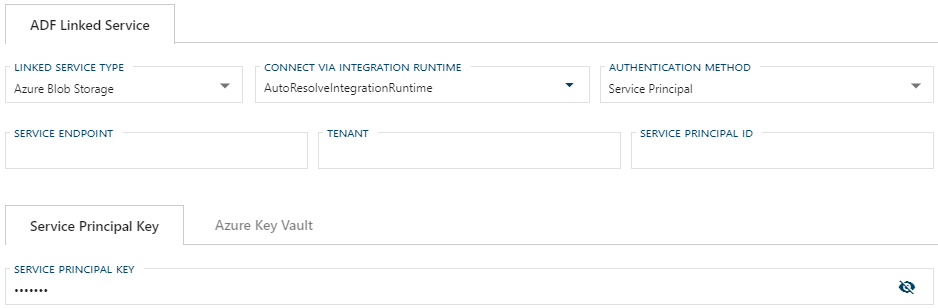 ADF Linked Service
LINKED SERVICE TYPE
Azure Blob Storage
CONNECT VIA INTEGRATION RUNTIME
AutoResolveIntegrationRuntime
AUTHENTICATION METHOD
Service Principal
SERVICE ENDPOINT
TENANT
SERVICE PRINCIPAL ID
Service Principal Key
Azure Key Vault
SERVICE PRINCIPAL KEY
•••••••